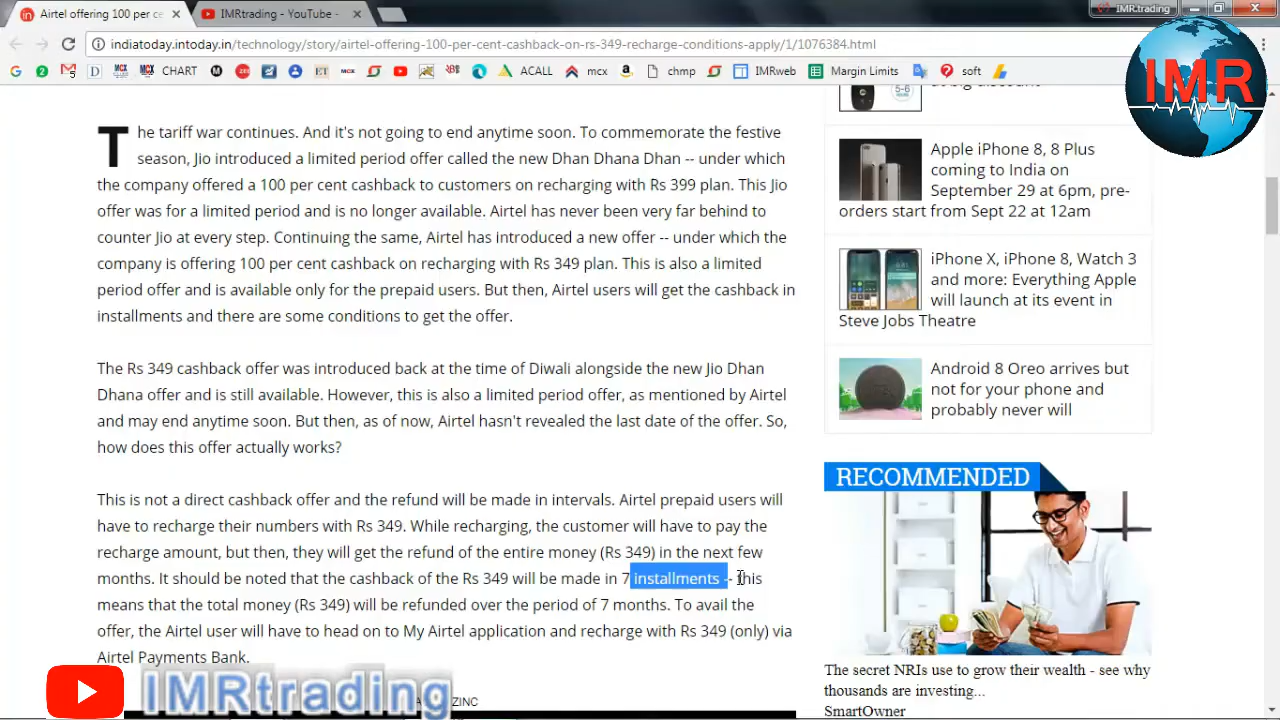 Airtel offering 100 per ce
IMRtrading - YouTube -
IMR.trading
indiatoday.intoday.in/technology/story/airtel-offering-100-per-cent-cashback-on-rs-349-recharge-conditions-apply/1/1076384.html
CHART
ACALL
mcx
chmp
IMRweb
Margin Limits
soft
IMR
The tariff war continues. And it's not going to end anytime soon. To commemorate the festive
season, Jio introduced a limited period offer called the new Dhan Dhana Dhan -- under which
the company offered a 100 per cent cashback to customers on recharging with Rs 399 plan. This Jio
offer was for a limited period and is no longer available. Airtel has never been very far behind to
counter Jio at every step. Continuing the same, Airtel has introduced a new offer -- under which the
company is offering 100 per cent cashback on recharging with Rs 349 plan. This is also a limited
period offer and is available only for the prepaid users. But then, Airtel users will get the cashback in
installments and there are some conditions to get the offer.
The Rs 349 cashback offer was introduced back at the time of Diwali alongside the new Jio Dhan
Dhana offer and is still available. However, this is also a limited period offer, as mentioned by Airtel
and may end anytime soon. But then, as of now, Airtel hasn't revealed the last date of the offer. So,
how does this offer actually works?
This is not a direct cashback offer and the refund will be made in intervals. Airtel prepaid users will
have to recharge their numbers with Rs 349. While recharging, the customer will have to pay the
recharge amount, but then, they will get the refund of the entire money (Rs 349) in the next few
months. It should be noted that the cashback of the Rs 349 will be made in 7 installments -- this
means that the total money (Rs 349) will be refunded over the period of 7 months. To avail the
offer, the Airtel user will have to head on to My Airtel application and recharge with Rs 349 (only) via
Airtel Payments Bank.
ZINC
IMRtrading
at big discount
5-6
Apple iPhone 8, 8 Plus
coming to India on
September 29 at 6pm, pre-
orders start from Sept 22 at 12am
iPhone X, iPhone 8, Watch 3
and more: Everything Apple
will launch at its event in
Steve Jobs Theatre
Android 8 Oreo arrives but
not for your phone and
probably never will
RECOMMENDED
The secret NRIs use to grow their wealth - see why
thousands are investing...
SmartOwner